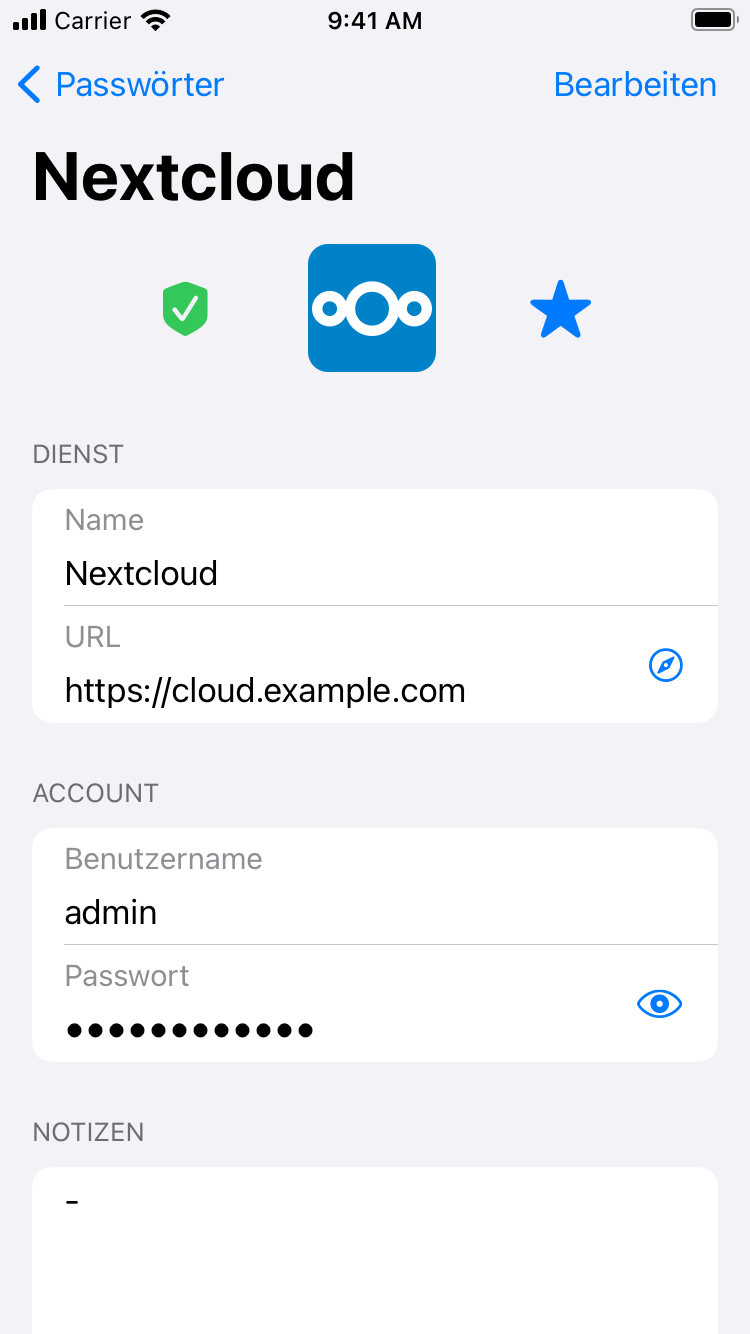 Carrier 9:41 AM
Passwörter Bearbeiten
Nextcloud
DIENST
Name
Nextcloud
URL
https://cloud.example.com
ACCOUNT
Benutzername
admin
Passwort
●●●●●●●●●●●●
NOTIZEN
-